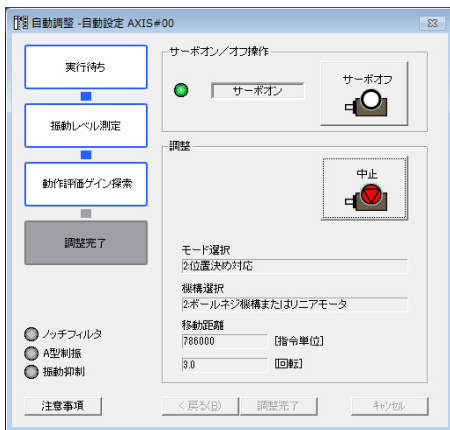 自動調整 -自動設定 AXIS#00
実行待ち
振動レベル測定
動作評価ゲイン探索
調整完了
ノッチフィルタ
A型制振
振動抑制
注意事項
サーボオン/オフ操作
サーボオン
サーボオフ
調整
中止
モード選択
2:位置決め対応
機構選択
2:ボールネジ機構またはリニアモータ
移動距離
786000 [指令単位]
3.0 [回転]
< 戻る(B)
調整完了
キャンセル